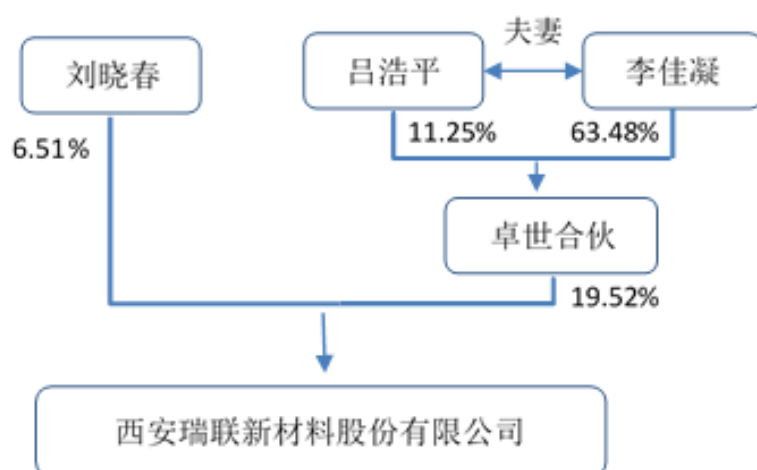 夫妻
刘晓春
吕浩平
李佳凝
6.51%
11.25%
63.48%
卓世合伙
19.52%
西安瑞联新材料股份有限公司